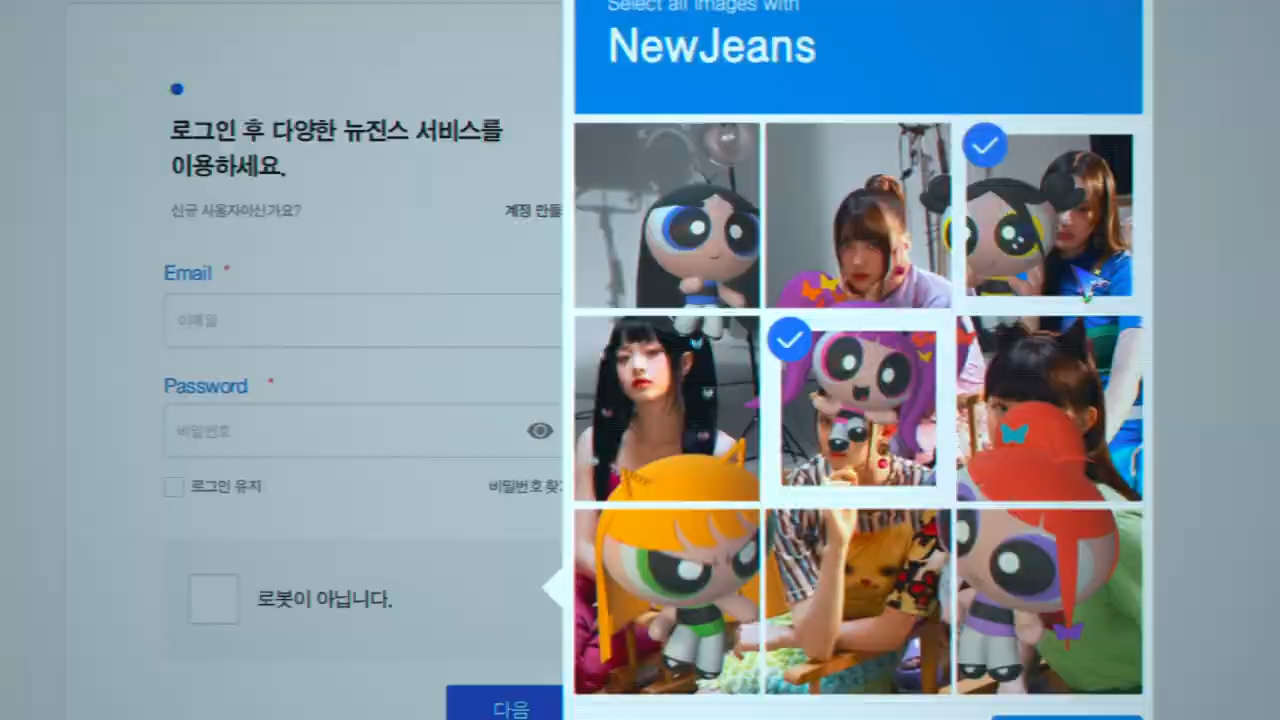 로그인 후 다양한 뉴진스 서비스를
이용하세요.
신규 사용자이신가요?
계정 만들
Email *
이메일
Password *
비밀번호
로그인 유지
비밀번호 찾
로봇이 아닙니다.
다음
Select all images with
NewJeans